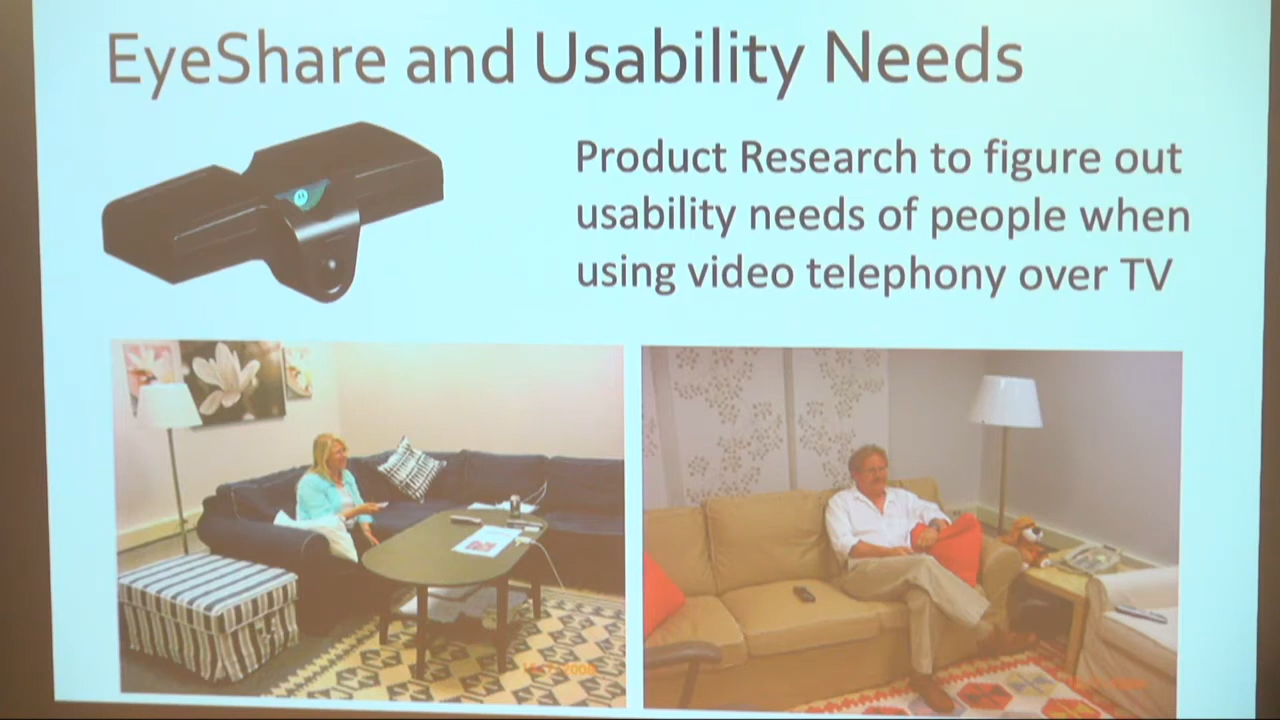 EyeShare and Usability Needs
Product Research to figure out
usability needs of people when
using video telephony over TV